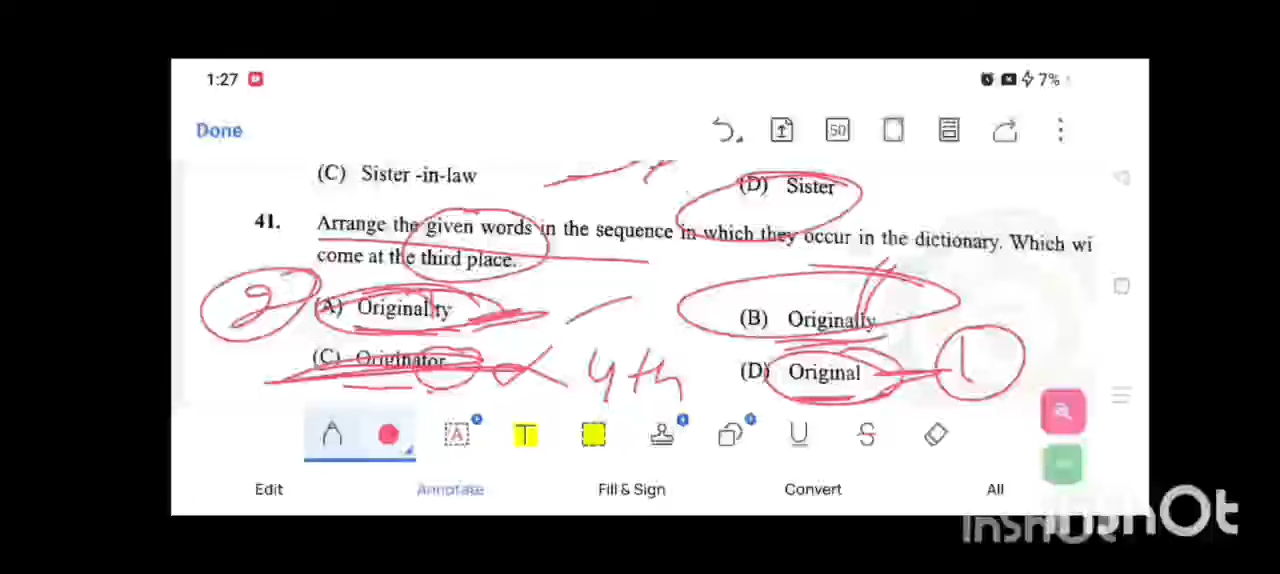 1:27
7%
Done
50
(C) Sister -in-law
(D) Sister
41. Arrange the given words in the sequence in which they occur in the dictionary. Which wi
come at the third place.
2 (A) Originality
(B) Originally
(C) Originator 4th
(D) Original 1
A T U S
Edit Annotate Fill & Sign Convert All
InShOt